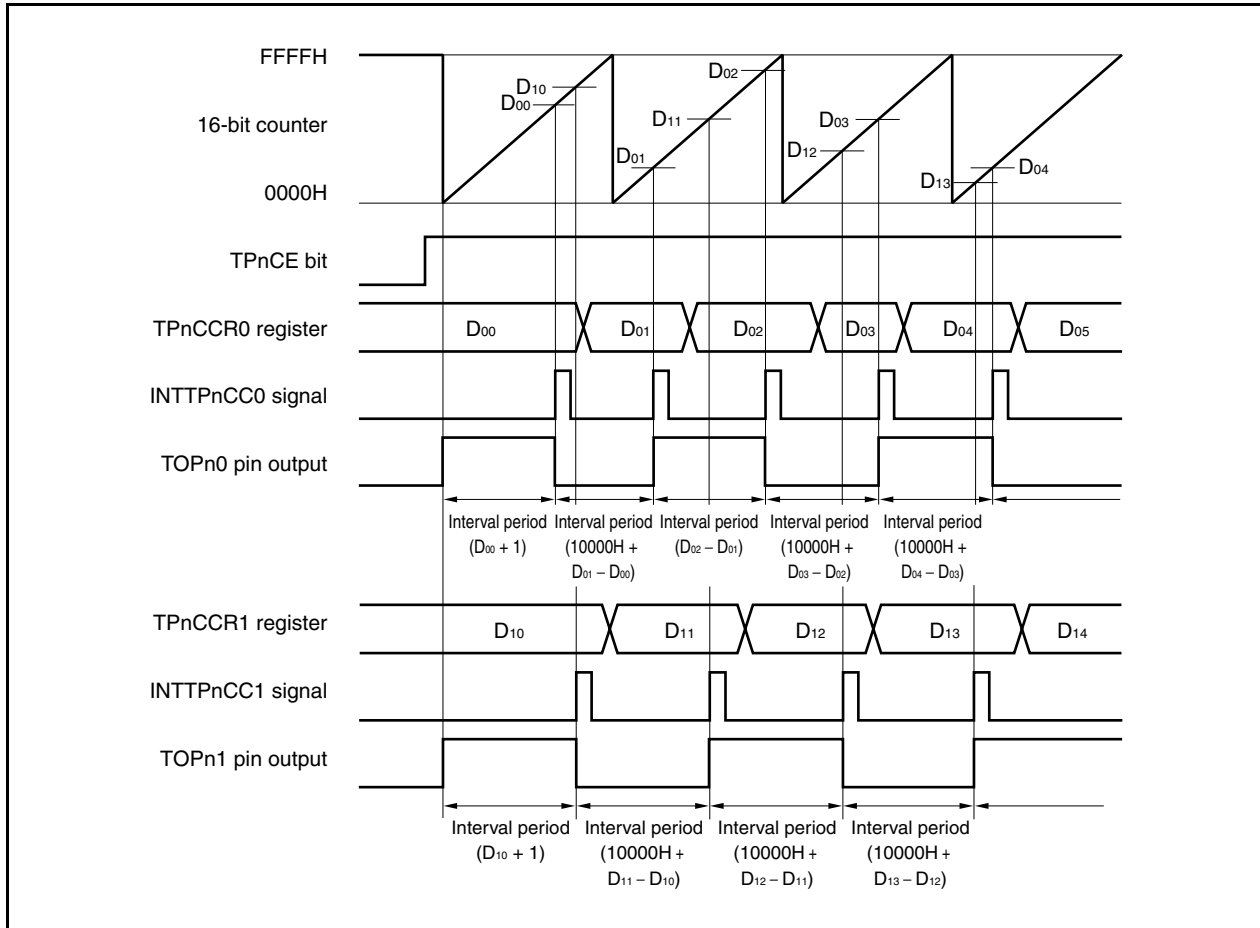 FFFFH
D10
D00
D02
16-bit counter
D11
D03
D12
D01
D04
D13
0000H
TPnCE bit
TPnCCR0 register
D00 D01 D02 D03 D04 D05
INTTPnCC0 signal
TOPn0 pin output
Interval period
(D00 + 1)
Interval period
(10000H +
D01 – D00)
Interval period
(D02 – D01)
Interval period
(10000H +
D03 – D02)
Interval period
(10000H +
D04 – D03)
TPnCCR1 register
D10 D11 D12 D13 D14
INTTPnCC1 signal
TOPn1 pin output
Interval period
(D10 + 1)
Interval period
(10000H +
D11 – D10)
Interval period
(10000H +
D12 – D11)
Interval period
(10000H +
D13 – D12)